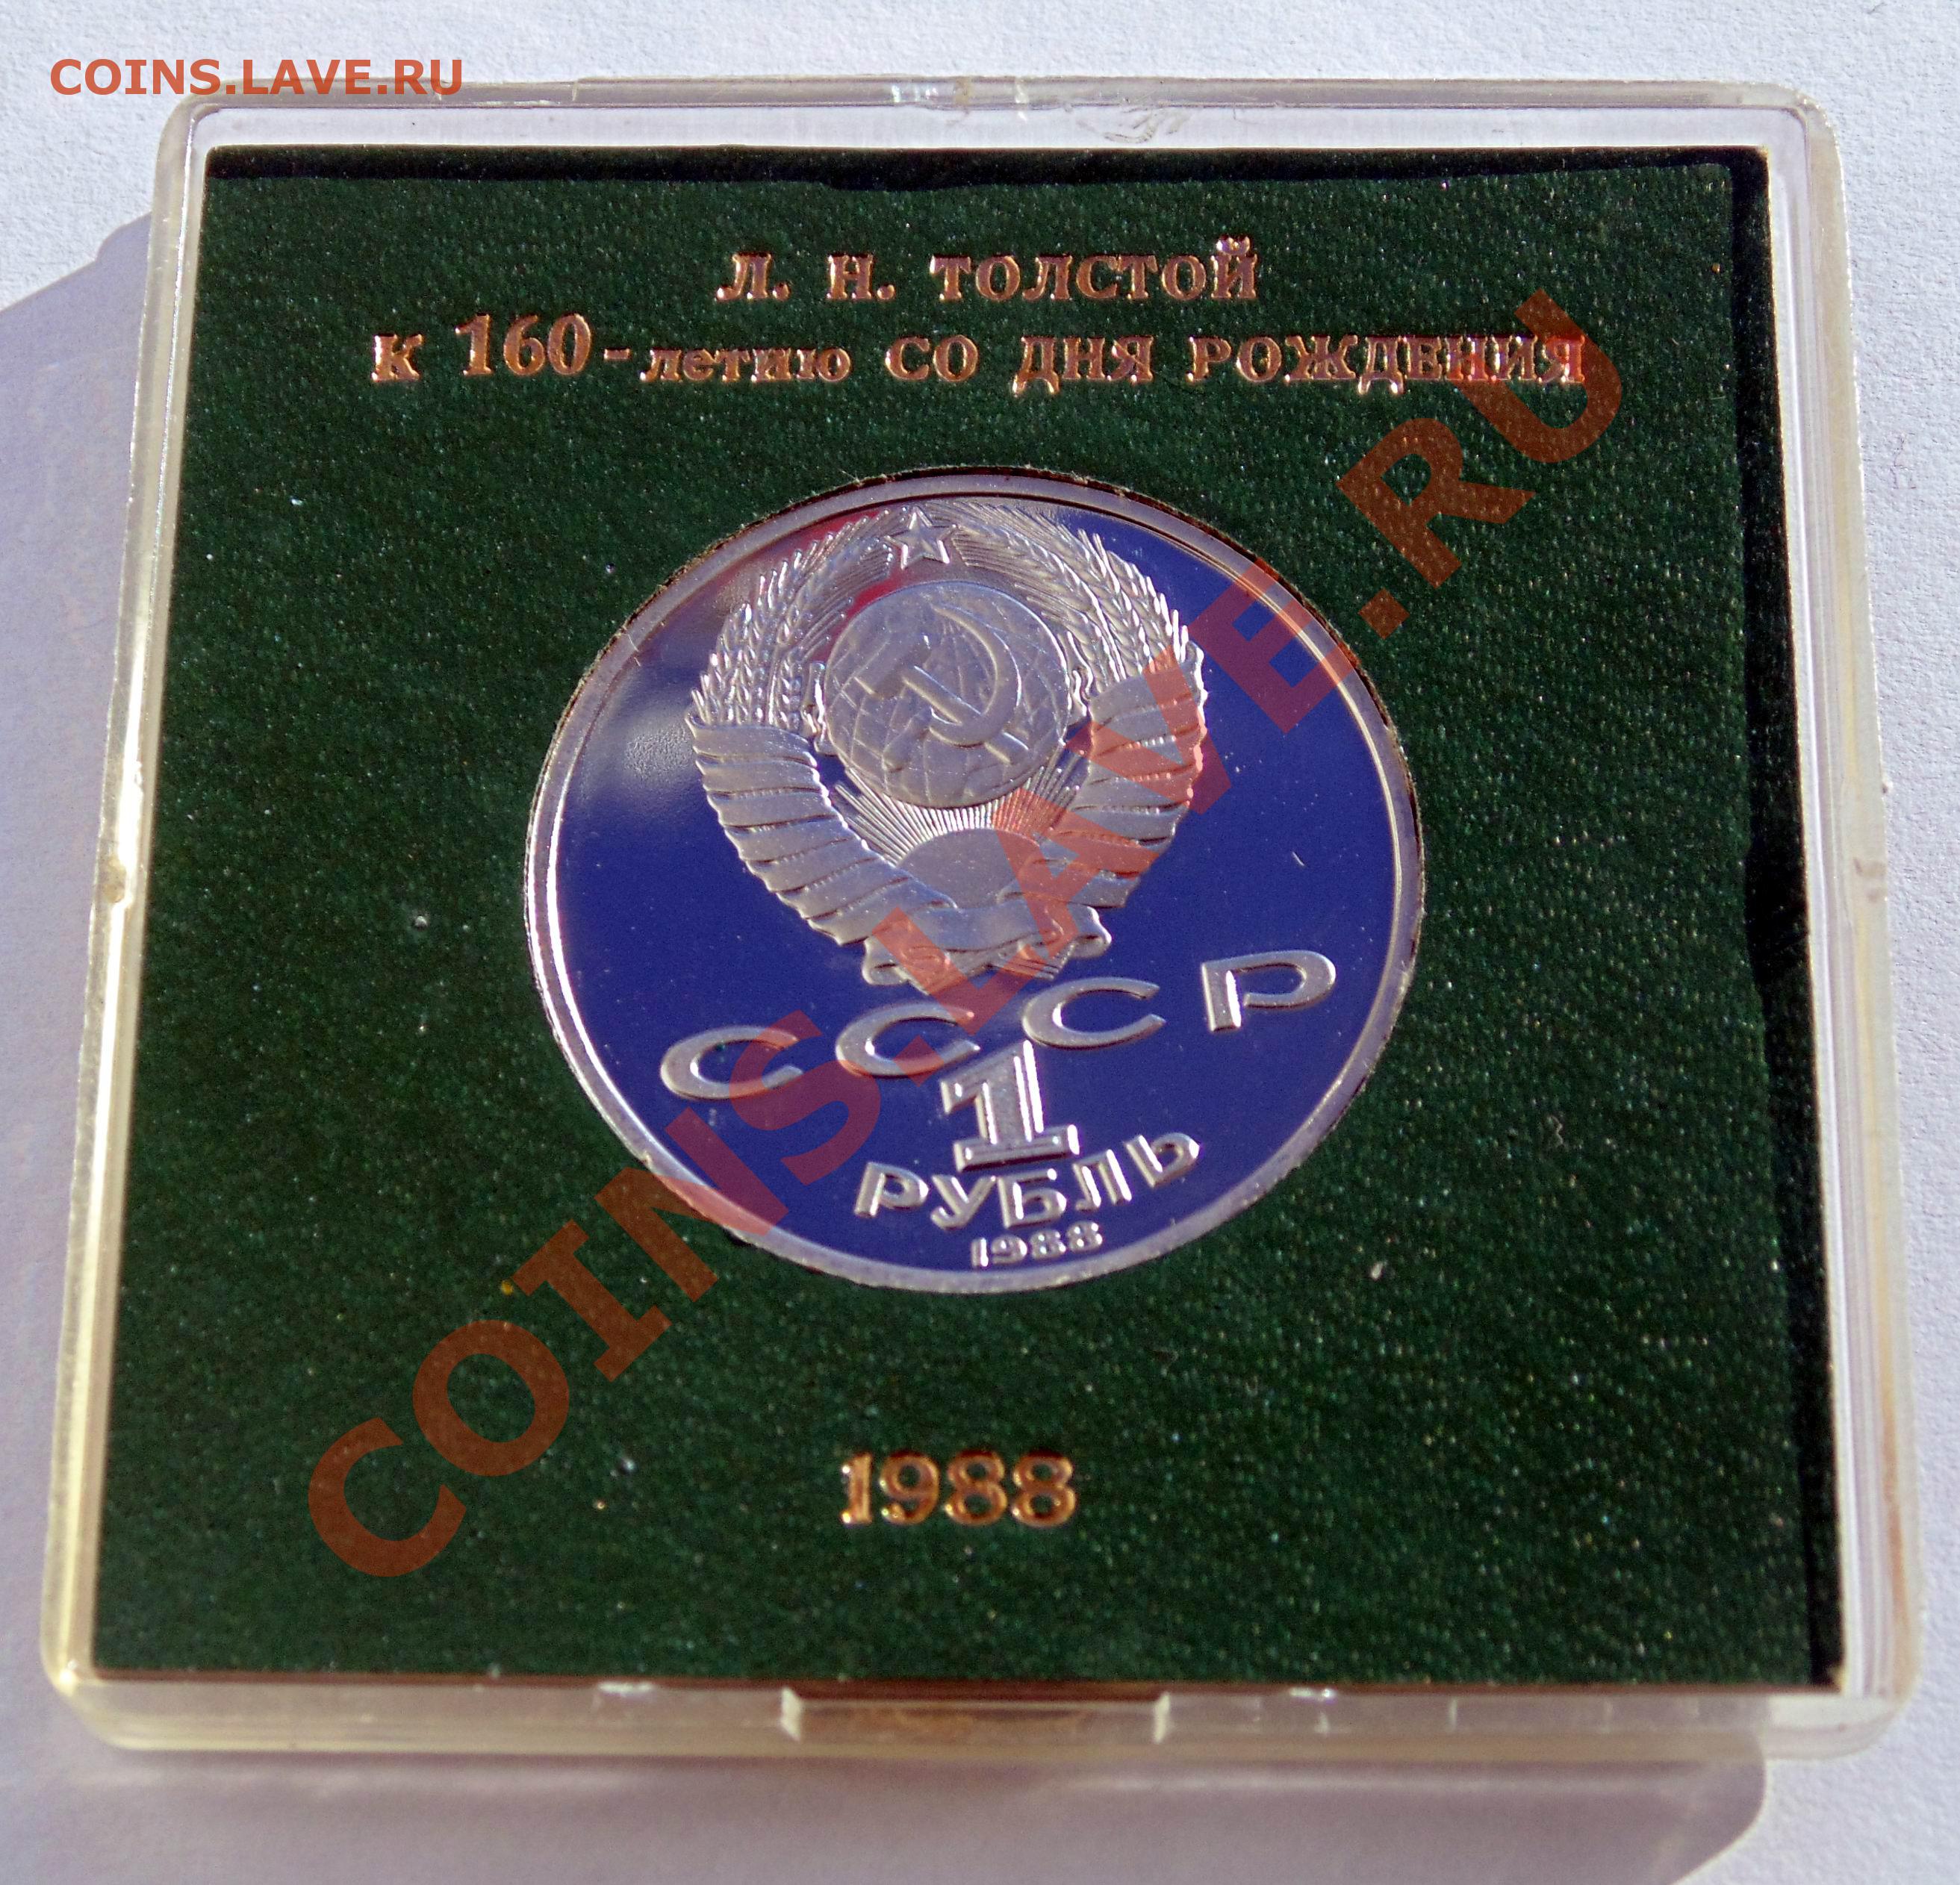 COINS.LAVE.RU
Л. Н. ТОЛСТОЙ
К 160-летию СО ДНЯ РОЖДЕНИЯ
СССР
1
РУБЛЬ
1988
1988
COINS.LAVE.RU